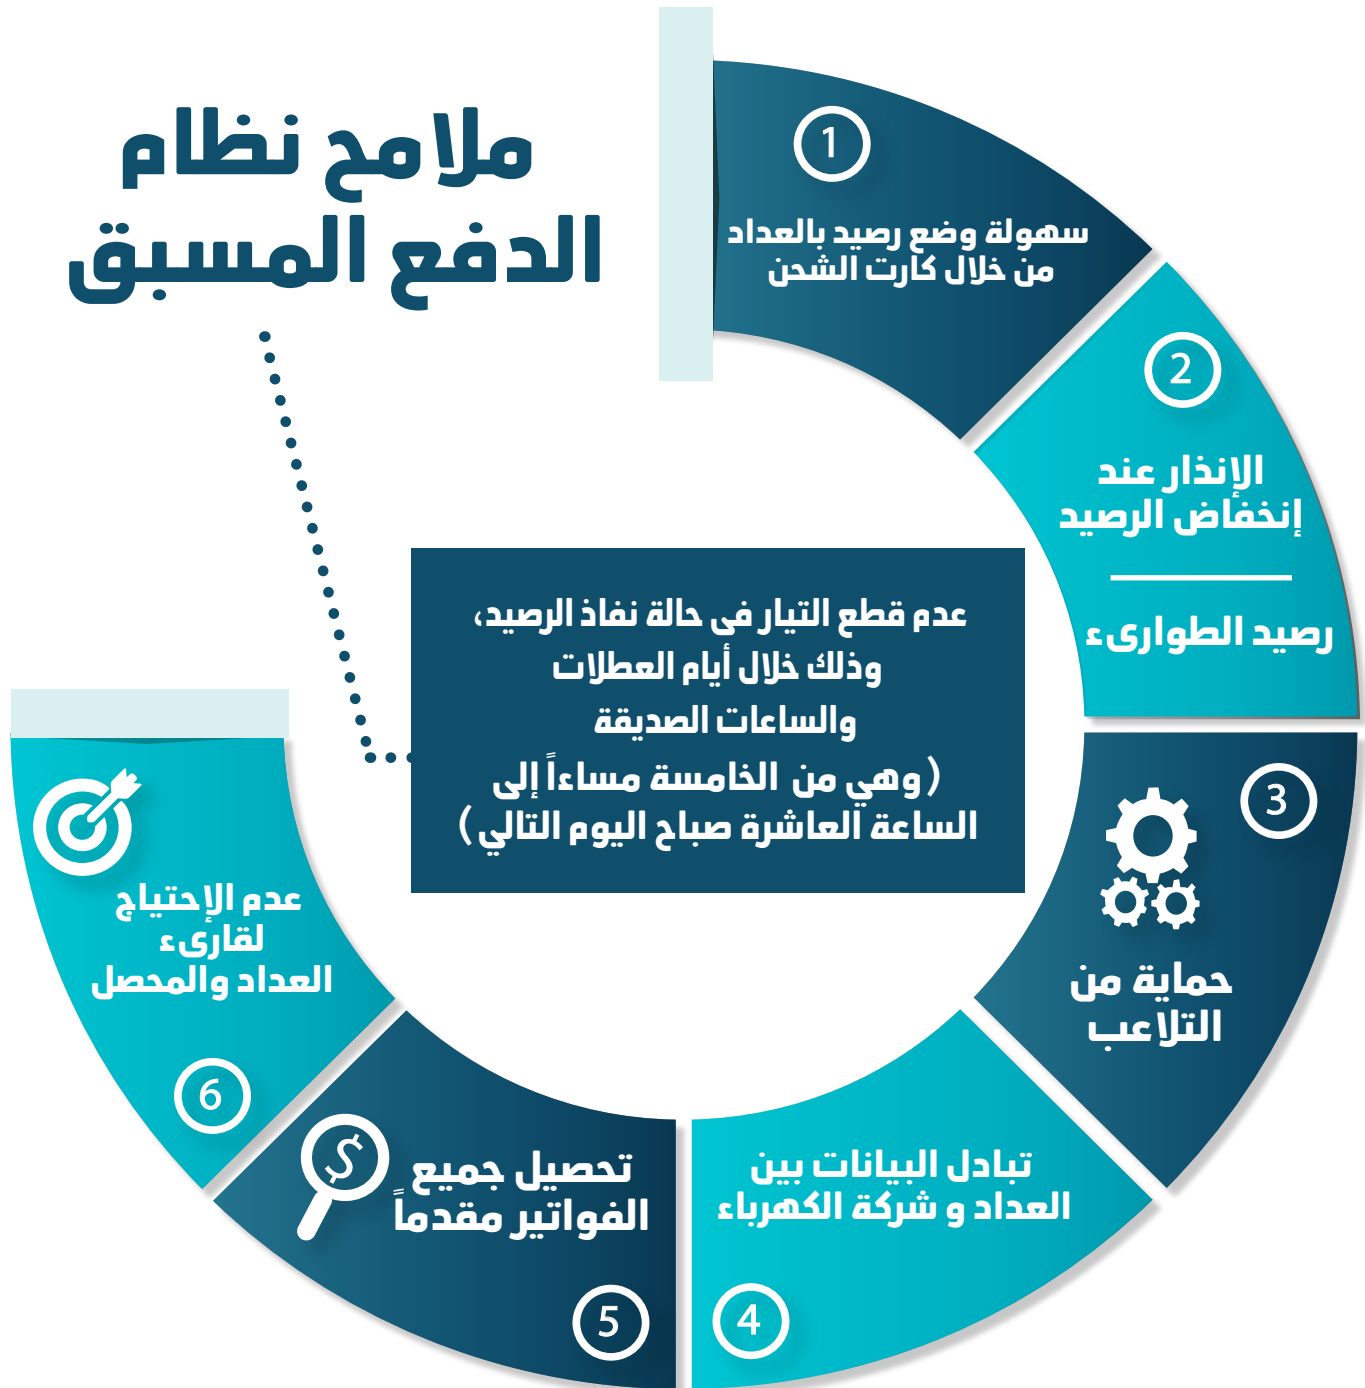 ملامح نظام
الدفع المسبق
1
سهولة وضع رصيد بالعداد
من خلال كارت الشحن
2
الإنذار عند
إنخفاض الرصيد
رصيد الطوارىء
3
حماية من
التلاعب
تبادل البيانات بين
العداد و شركة الكهرباء
4
$
تحصيل جميع
الفواتير مقدماً
5
عدم الإحتياج
لقارىء
العداد والمحصل
6
عدم قطع التيار فى حالة نفاذ الرصيد،
وذلك خلال أيام العطلات
والساعات الصديقة
(وهي من الخامسة مساءاً إلى
الساعة العاشرة صباح اليوم التالي)